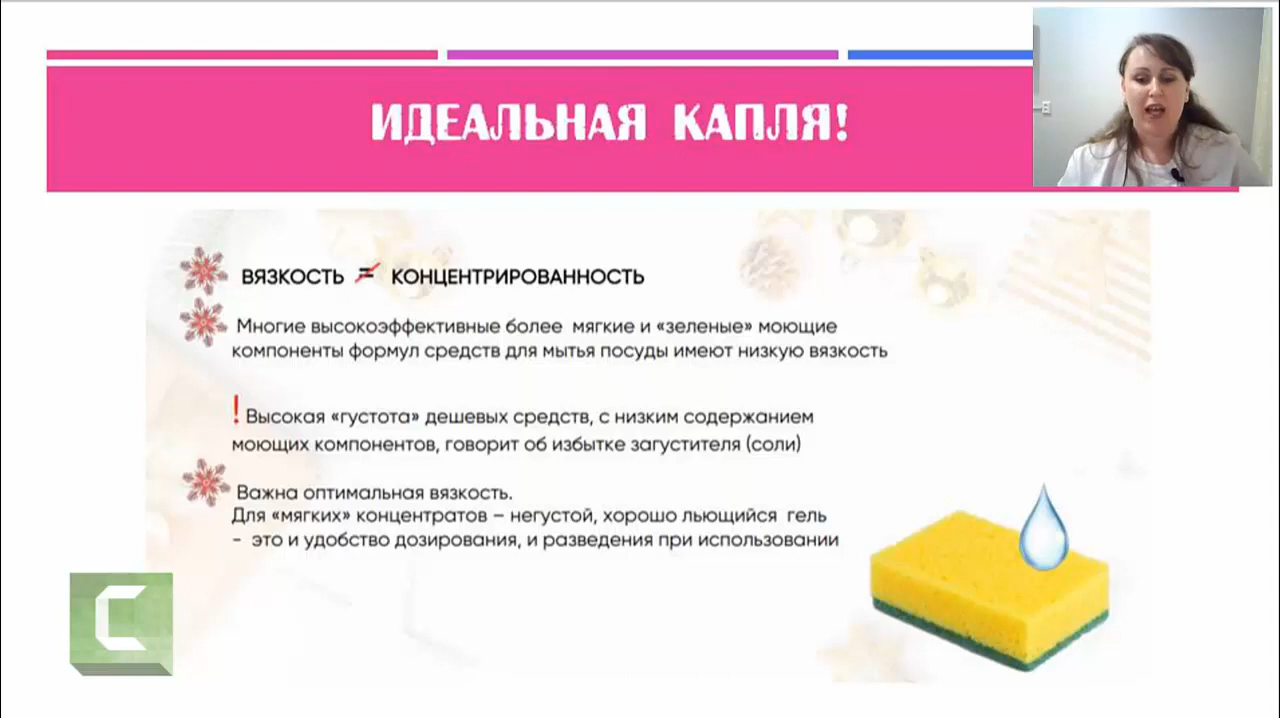 ИДЕАЛЬНАЯ КАПЛЯ!
ВЯЗКОСТЬ ≠ КОНЦЕНТРИРОВАННОСТЬ
Многие высокоэффективные более мягкие и «зеленые» моющие
компоненты формул средств для мытья посуды имеют низкую вязкость
! Высокая «густота» дешевых средств, с низким содержанием
моющих компонентов, говорит об избытке загустителя (соли)
Важна оптимальная вязкость.
Для «мягких» концентратов – негустой, хорошо льющийся гель
- это и удобство дозирования, и разведения при использовании
C